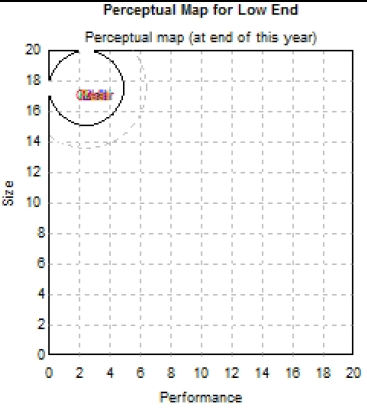 Perceptual Map for Low End
Perceptual map (at end of this year)
20
18
16
14
12
10
8
6
4
2
0
Size
0 2 4 6 8 10 12 14 16 18 20
Performance